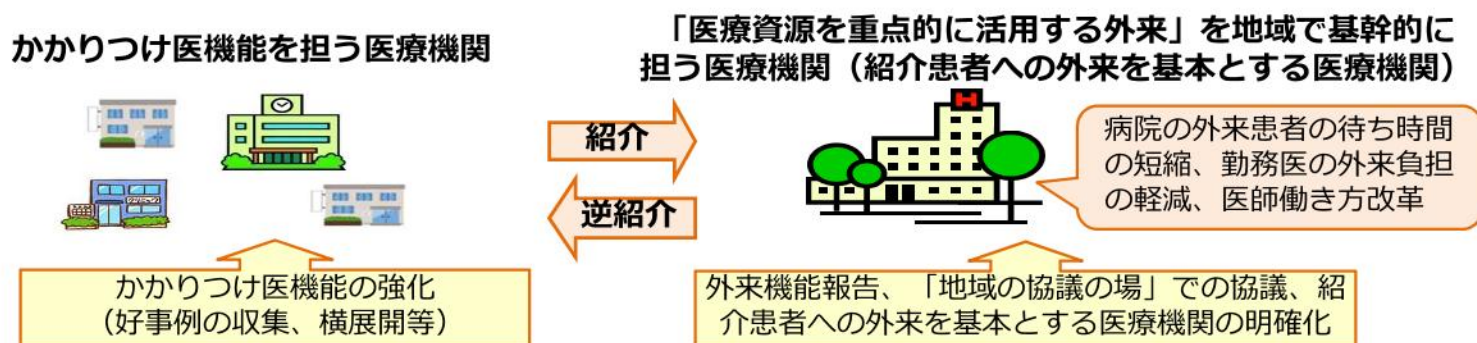 かかりつけ医機能を担う医療機関
「医療資源を重点的に活用する外来」を地域で基幹的に
担う医療機関（紹介患者への外来を基本とする医療機関）
紹介
逆紹介
病院の外来患者の待ち時間
の短縮、勤務医の外来負担
の軽減、医師働き方改革
かかりつけ医機能の強化
（好事例の収集、横展開等）
外来機能報告、「地域の協議の場」での協議、紹
介患者への外来を基本とする医療機関の明確化